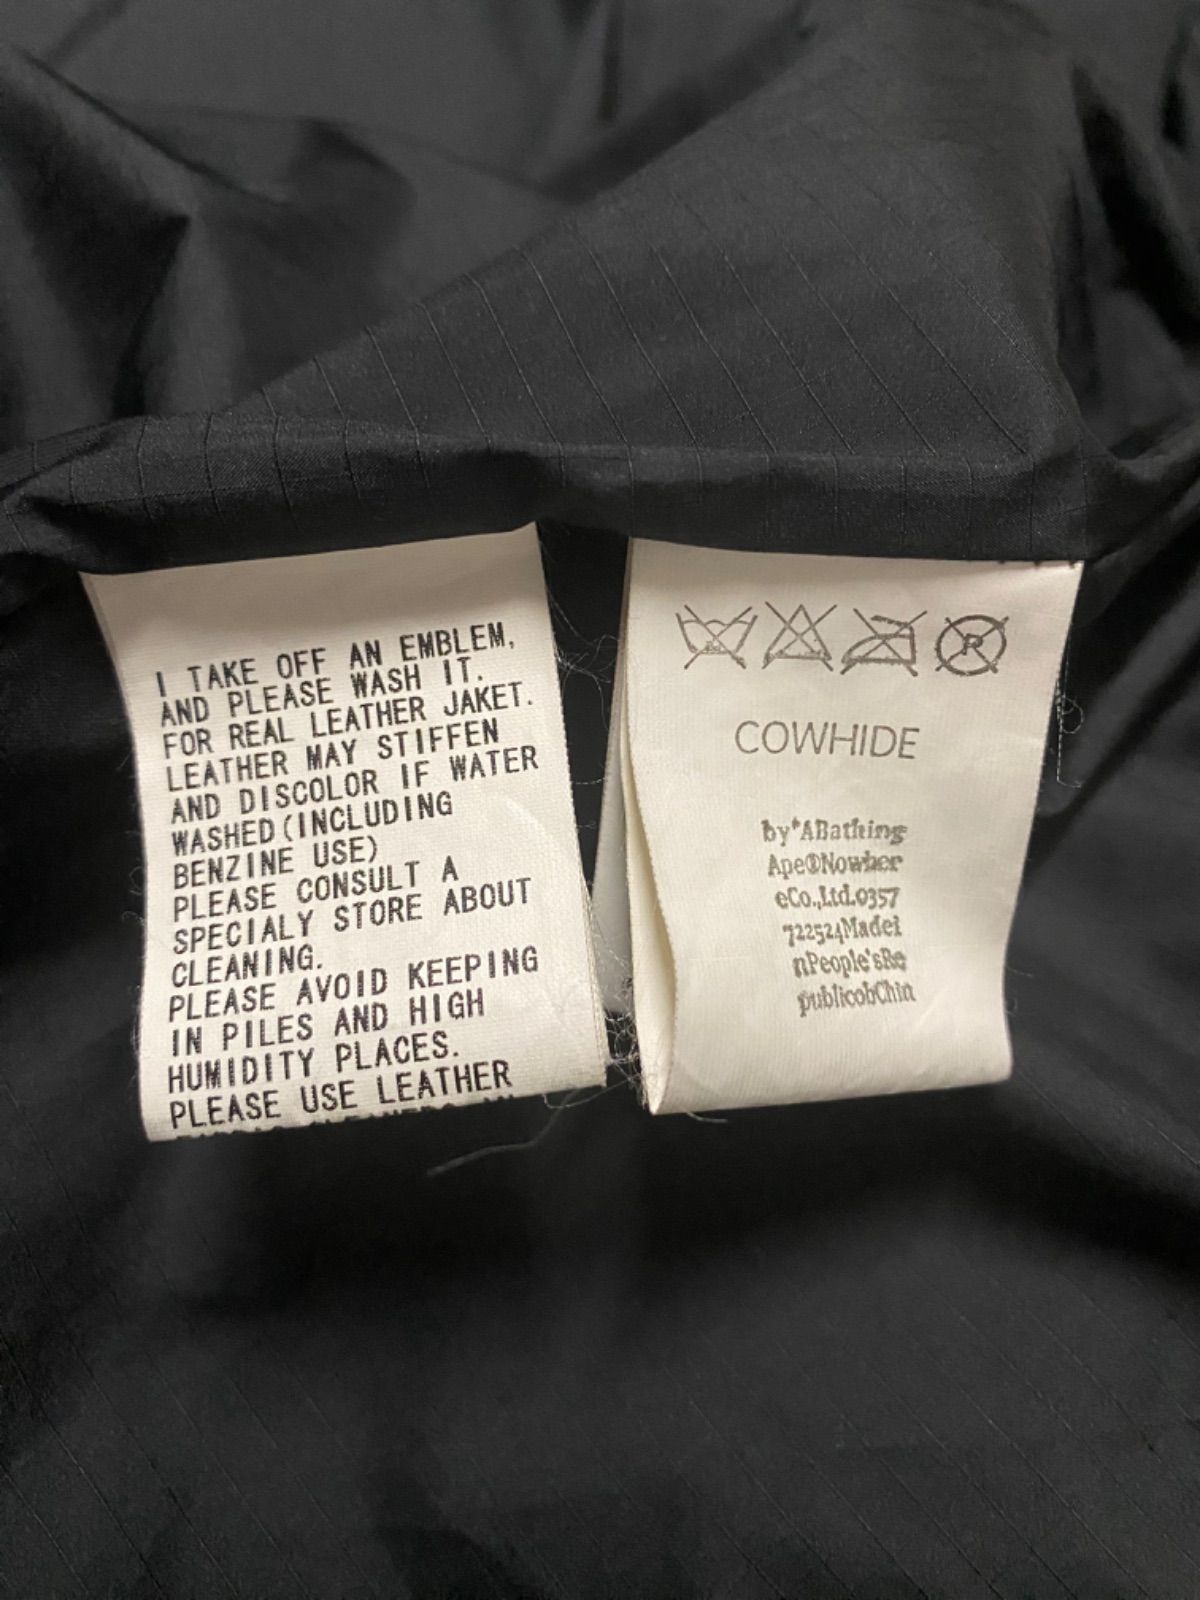 I TAKE OFF AN EMBLEM,
AND PLEASE WASH IT.
FOR REAL LEATHER JAKET.
LEATHER MAY STIFFEN
AND DISCOLOR IF WATER
WASHED(INCLUDING
BENZINE USE)
PLEASE CONSULT A
SPECIALY STORE ABOUT
CLEANING.
PLEASE AVOID KEEPING
IN PILES AND HIGH
HUMIDITY PLACES.
PLEASE USE LEATHER
R
COWHIDE
by*ABathing
Ape®Nowher
eCo.,Ltd.0357
722524Madei
nPeople'sRe
publicobChin